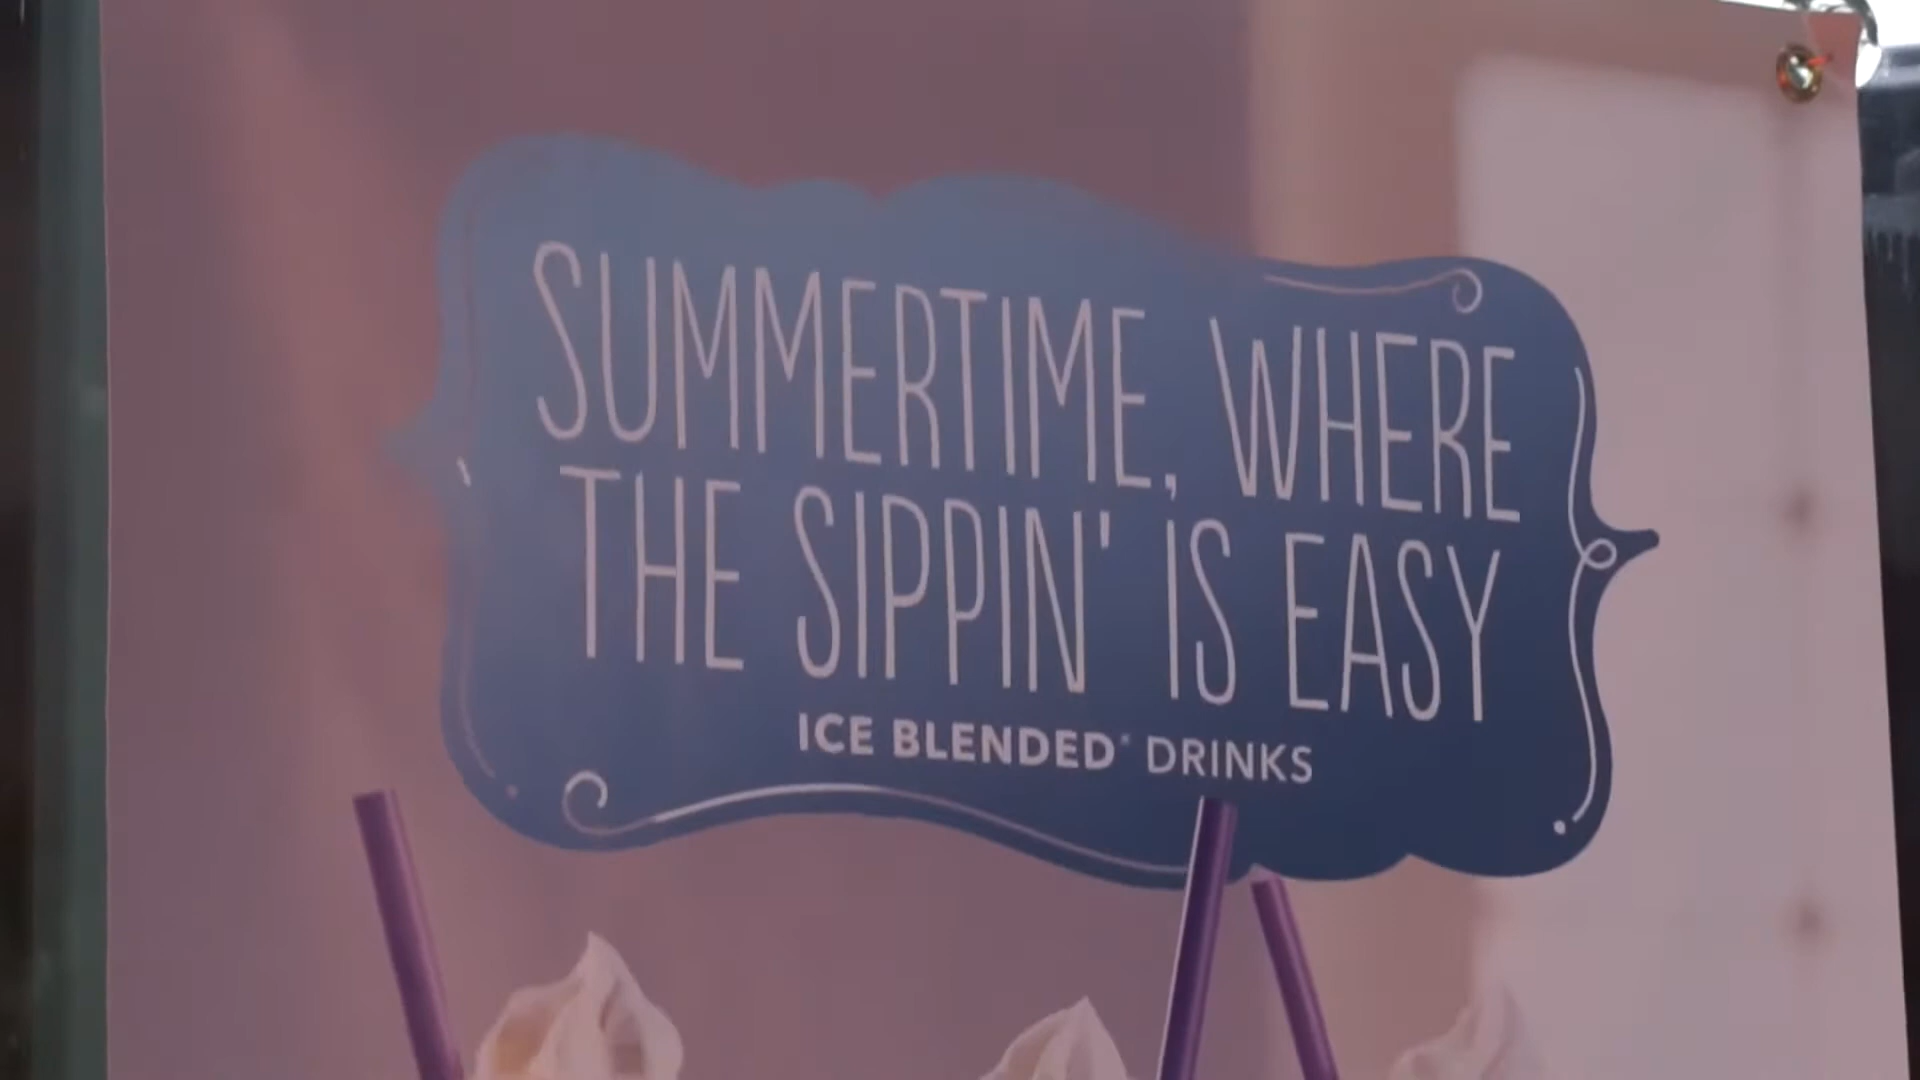 SUMMERTIME, WHERE
THE SIPPIN' IS EASY
ICE BLENDED® DRINKS